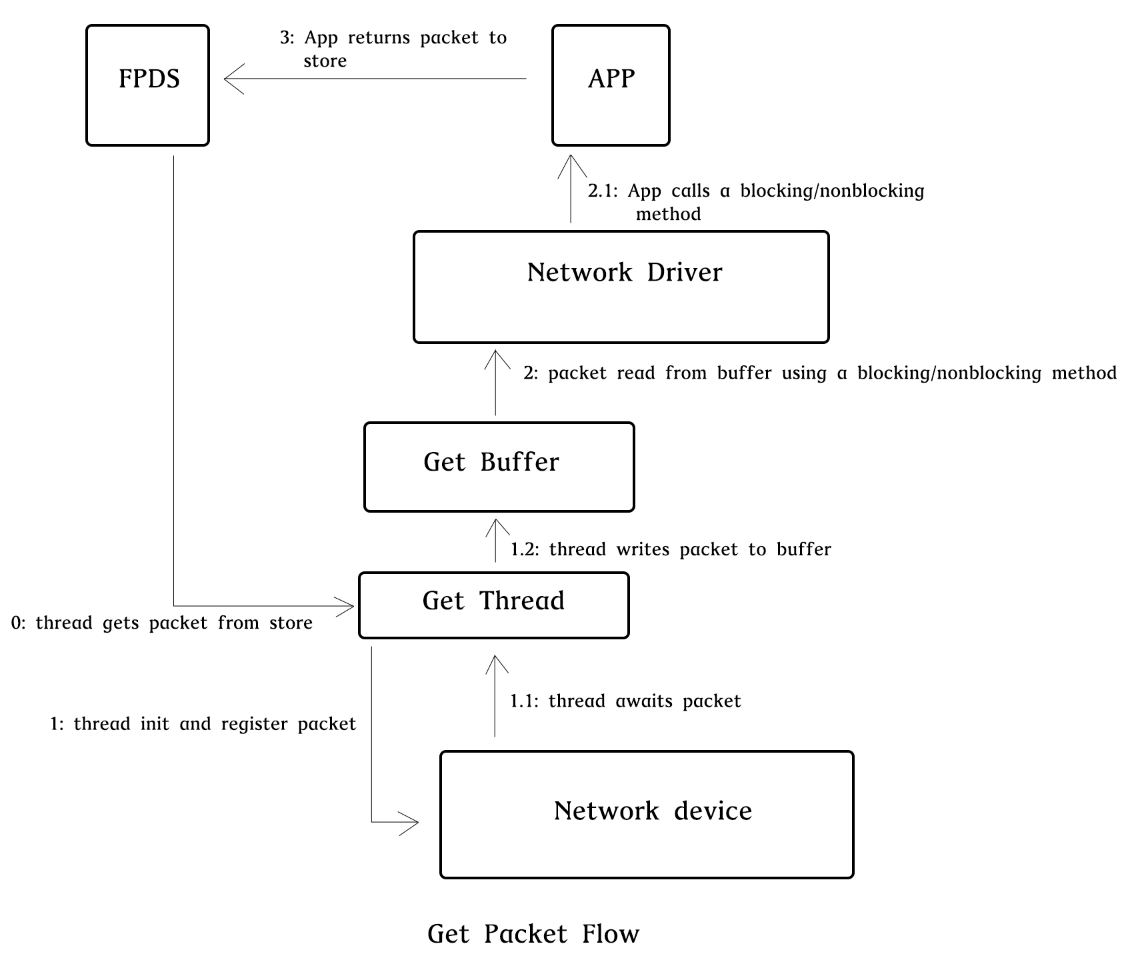 3: App returns packet to
store
FPDS
APP
2.1: App calls a blocking/nonblocking
method
Network Driver
2: packet read from buffer using a blocking/nonblocking method
Get Buffer
1.2: thread writes packet to buffer
Get Thread
0: thread gets packet from store
1.1: thread awaits packet
1: thread init and register packet
Network device
Get Packet Flow